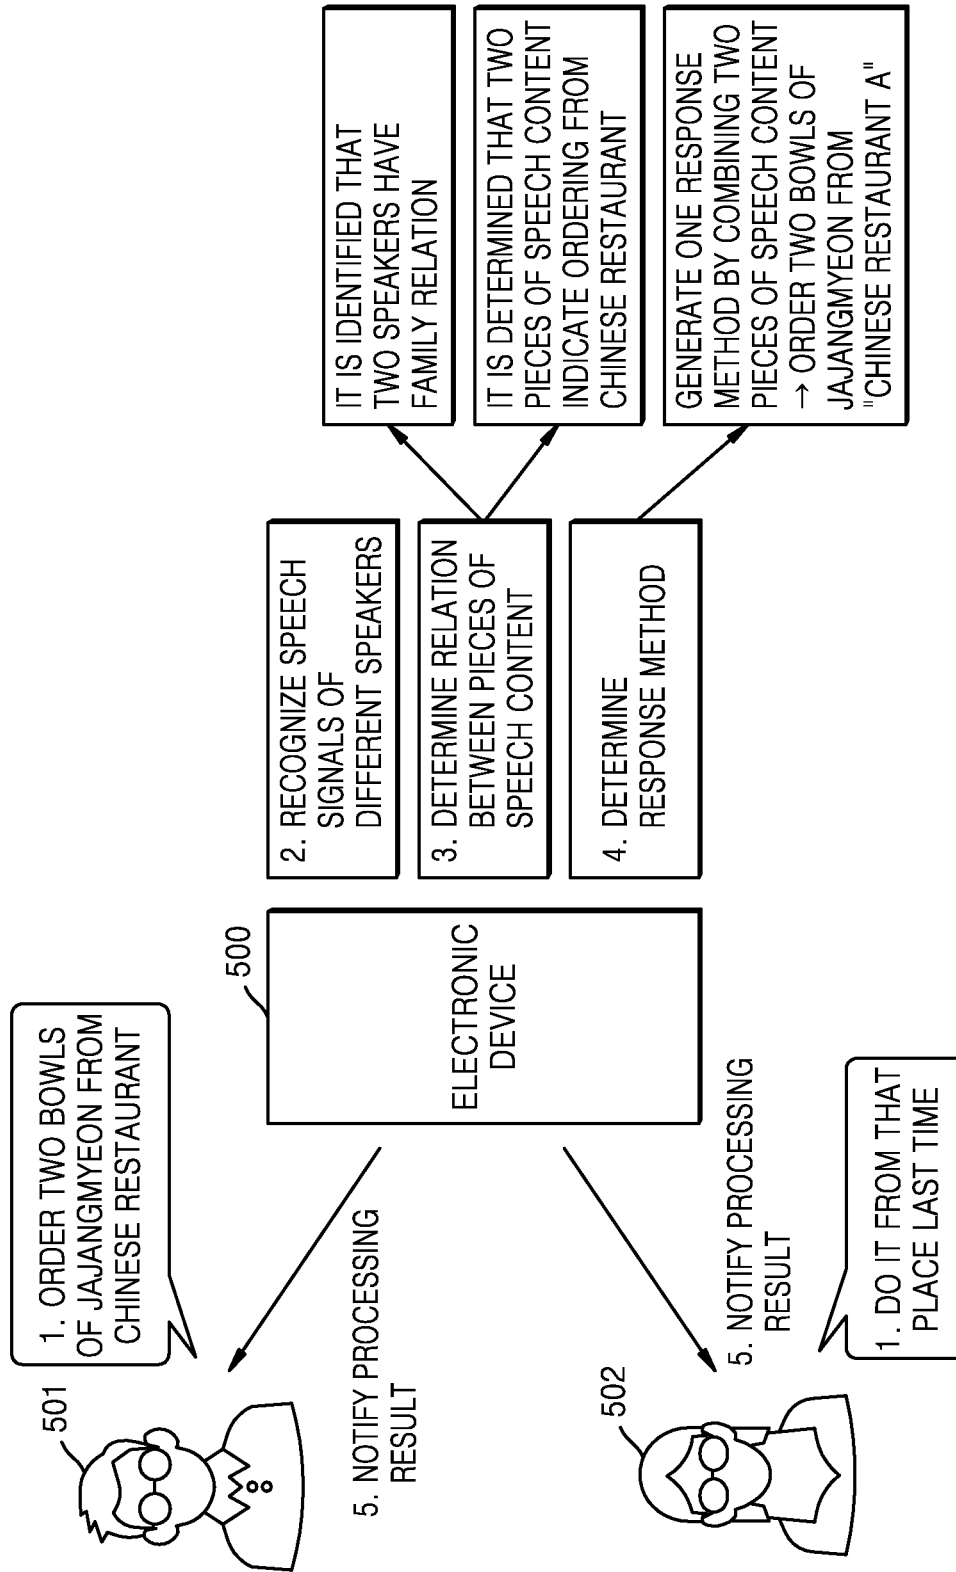 1. ORDER TWO BOWLS
OF JAJANGMYEON FROM
CHINESE RESTAURANT
501
5. NOTIFY PROCESSING
RESULT
500
ELECTRONIC
DEVICE
2. RECOGNIZE SPEECH
SIGNALS OF
DIFFERENT SPEAKERS
3. DETERMINE RELATION
BETWEEN PIECES OF
SPEECH CONTENT
4. DETERMINE
RESPONSE METHOD
IT IS IDENTIFIED THAT
TWO SPEAKERS HAVE
FAMILY RELATION
IT IS DETERMINED THAT TWO
PIECES OF SPEECH CONTENT
INDICATE ORDERING FROM
CHINESE RESTAURANT
GENERATE ONE RESPONSE
METHOD BY COMBINING TWO
PIECES OF SPEECH CONTENT
→ ORDER TWO BOWLS OF
JAJANGMYEON FROM
"CHINESE RESTAURANT A"
502
5. NOTIFY PROCESSING
RESULT
1. DO IT FROM THAT
PLACE LAST TIME